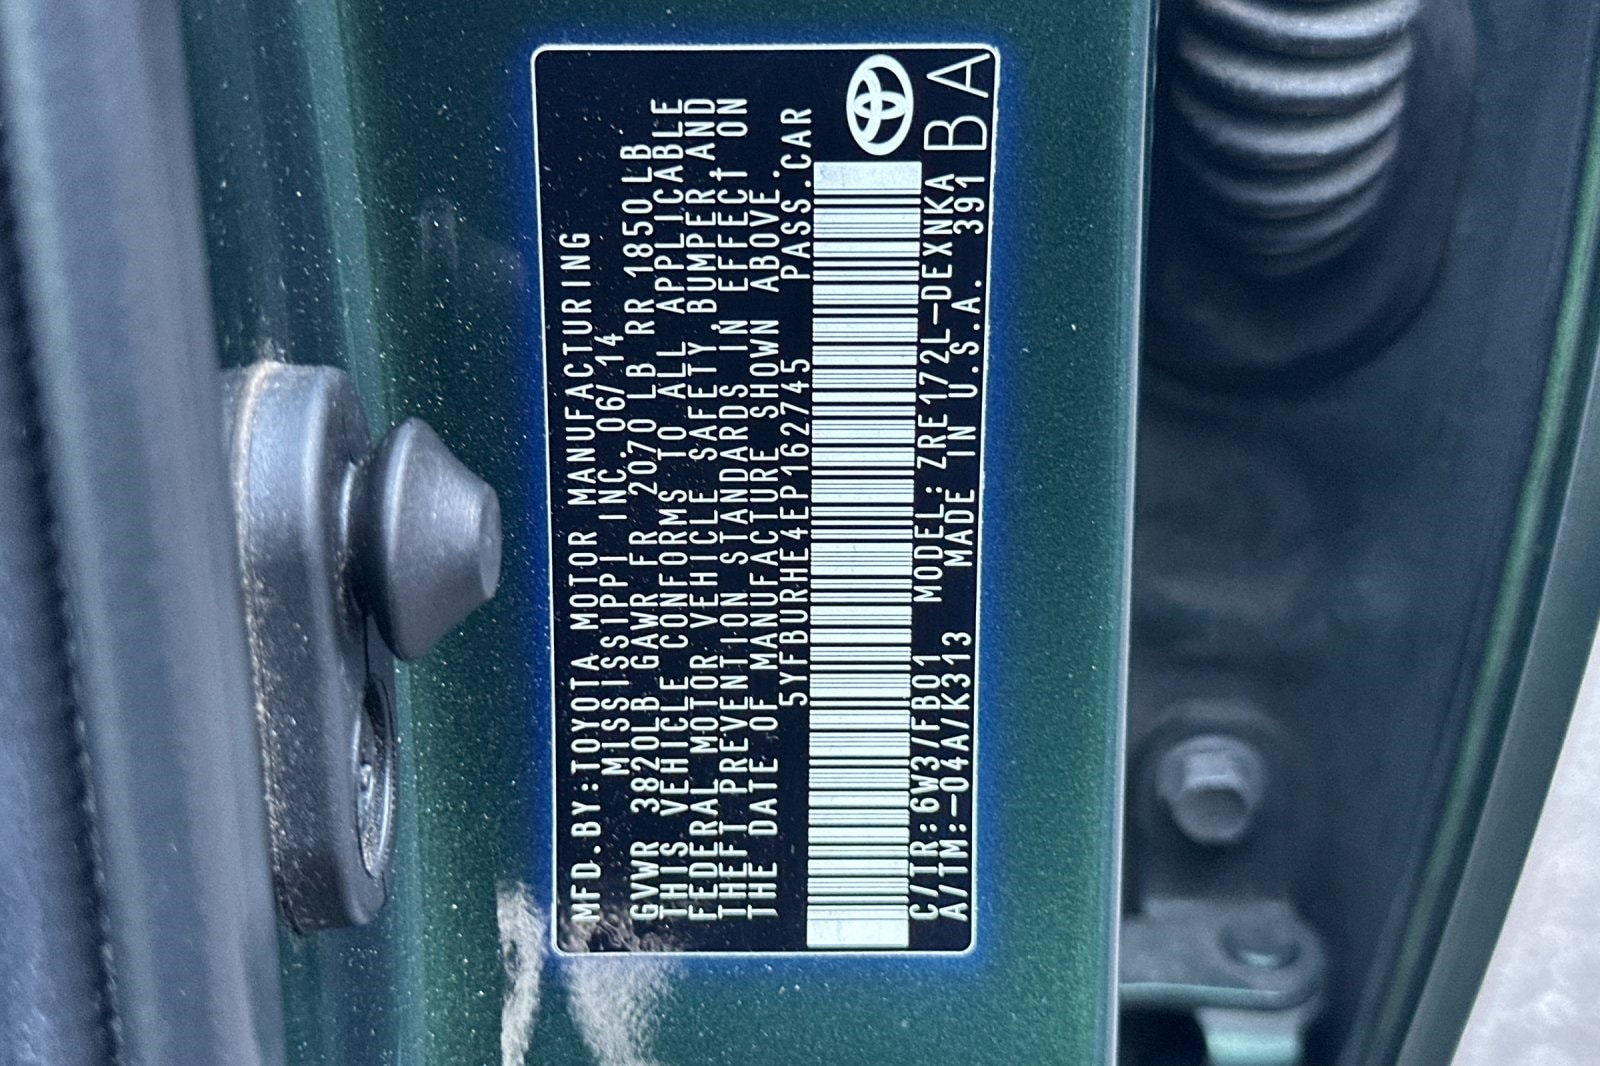 MFD.BY:TOYOTA MOTOR MANUFACTURING
MISSISSIPPI INC. 06/14
GVWR 3820LB GAWR FR 2070 LB RR 1850LB
THIS VEHICLE CONFORMS TO ALL APPLICABLE
FEDERAL MOTOR VEHICLE SAFETY, BUMPER AND
THEFT PREVENTION STANDARDS IN EFFECT ON
THE DATE OF MANUFACTURE SHOWN ABOVE.
5YFBURHE4EP162745 PASS.CAR
C/TR:6W3/FB01 MODEL:ZRE172L-DEXNKA
A/TM:-04A/K313 MADE IN U.S.A. 391 BA